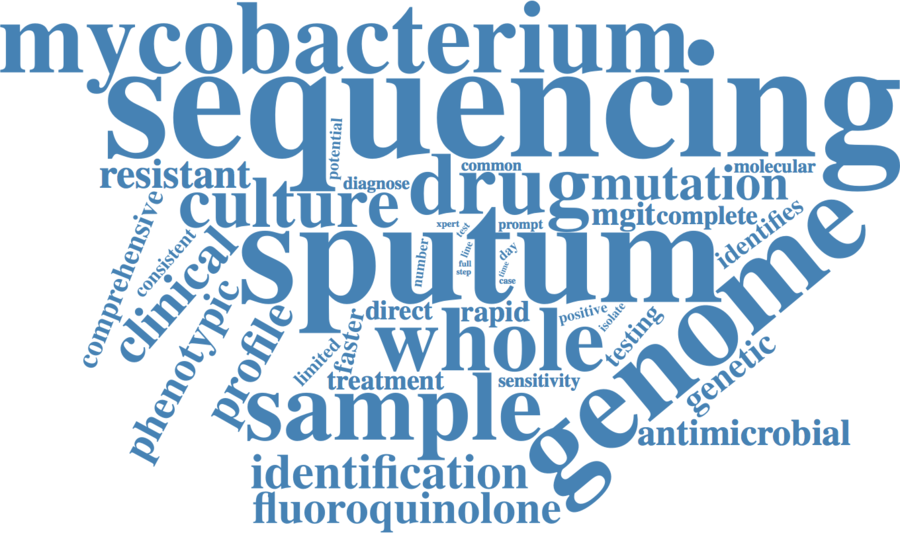 mycobacterium
sequencing
potential
resistant
diagnose
common
molecular
drug
mutation
culture
mgit
complete
comprehensive
consistent
clinical
xpert
test
prompt
identifies
sputum
number
line
day
full
step
time
case
genome
phenotypic
profile
direct
rapid
positive
isolate
faster
limited
whole
testing
treatment
sensitivity
genetic
sample
antimicrobial
identification
fluoroquinolone